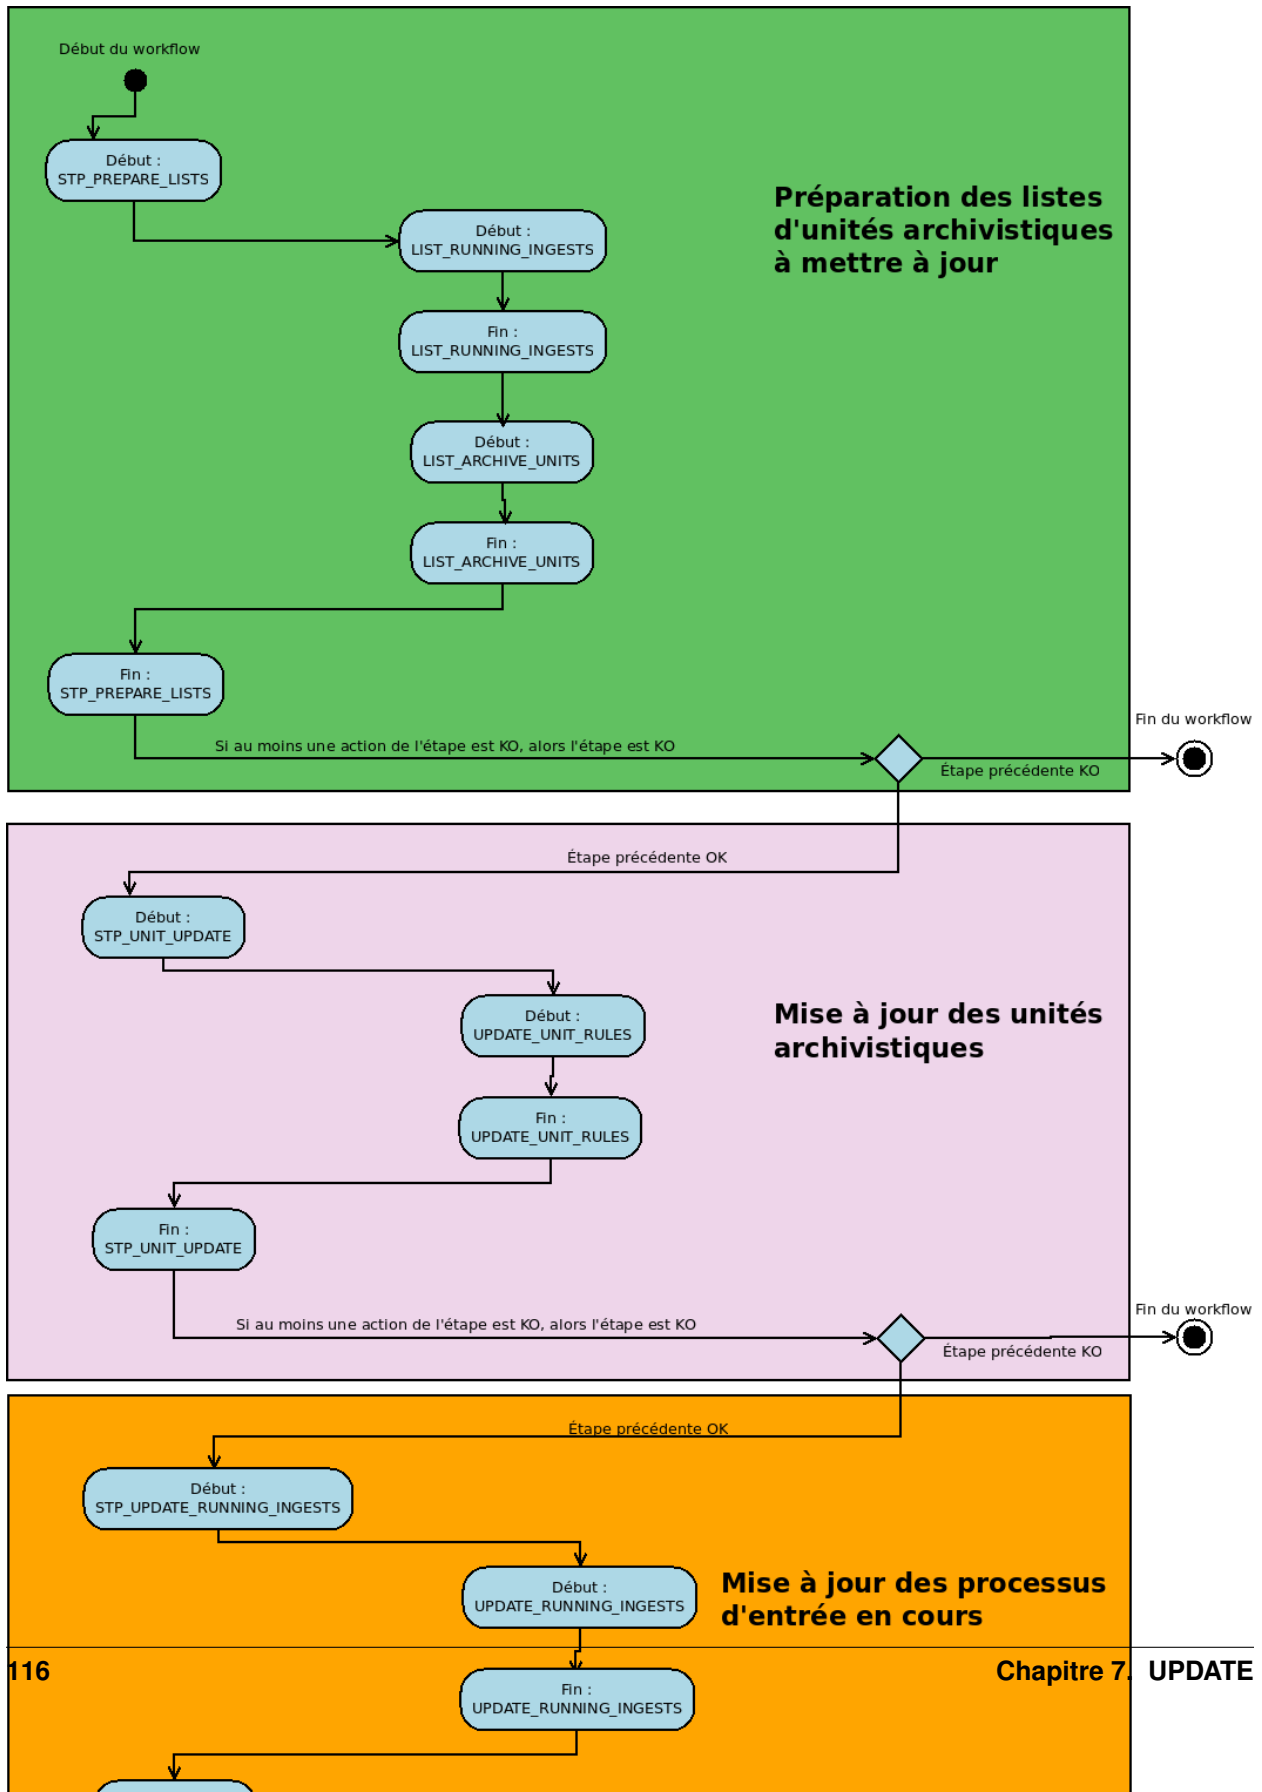 Début du workflow
Début :
STP_PREPARE_LISTS
Préparation des listes
d'unités archivistiques
à mettre à jour
Début :
LIST_RUNNING_INGESTS
Fin :
LIST_RUNNING_INGESTS
Début :
LIST_ARCHIVE_UNITS
Fin :
LIST_ARCHIVE_UNITS
Fin :
STP_PREPARE_LISTS
Fin du workflow
Si au moins une action de l'étape est KO, alors l'étape est KO
Étape précédente KO
Étape précédente OK
Début :
STP_UNIT_UPDATE
Début :
UPDATE_UNIT_RULES
Mise à jour des unités
archivistiques
Fin :
UPDATE_UNIT_RULES
Fin :
STP_UNIT_UPDATE
Fin du workflow
Si au moins une action de l'étape est KO, alors l'étape est KO
Étape précédente KO
Étape précédente OK
Début :
STP_UPDATE_RUNNING_INGESTS
Début :
UPDATE_RUNNING_INGESTS
Mise à jour des processus
d'entrée en cours
116
Chapitre 7. UPDATE
Fin :
UPDATE_RUNNING_INGESTS